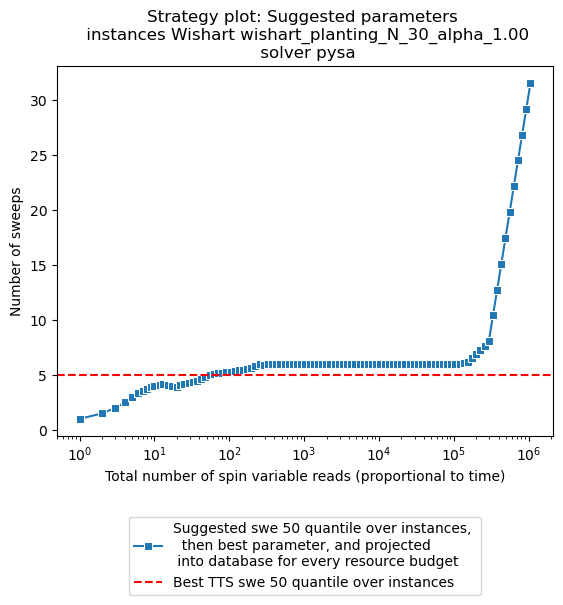 Strategy plot: Suggested parameters
instances Wishart wishart_planting_N_30_alpha_1.00
solver pysa
Number of sweeps
30
25
20
15
10
5
0
10^0
10^1
10^2
10^3
10^4
10^5
10^6
Total number of spin variable reads (proportional to time)
Suggested swe 50 quantile over instances,
then best parameter, and projected
into database for every resource budget
Best TTS swe 50 quantile over instances